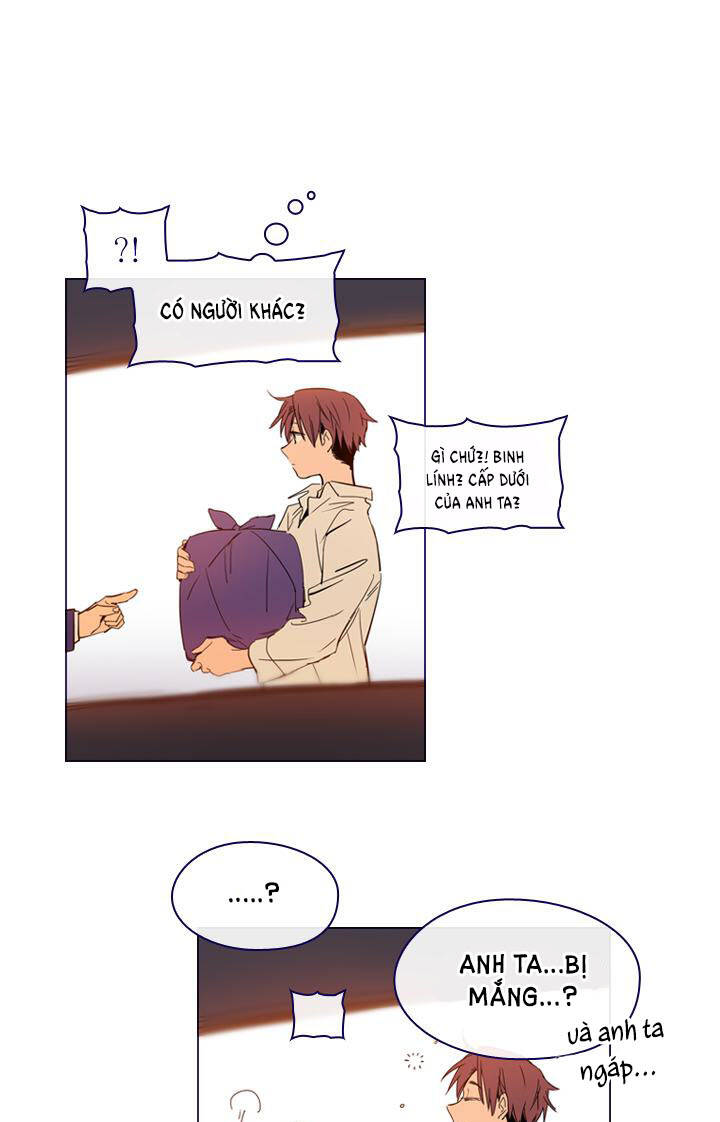 ?!
CÓ NGƯỜI KHÁC?
GÌ CHỨ?! BINH
LÍNH? CẤP DƯỚI
CỦA ANH TA?
.....?
ANH TA...BỊ
MẮNG...?
và anh ta
ngáp...